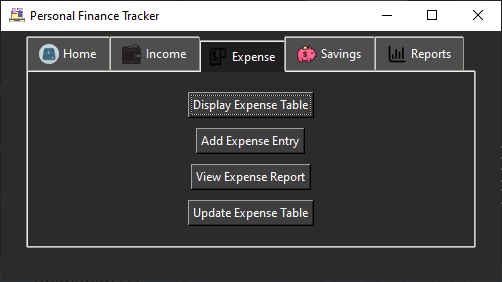 Personal Finance Tracker
Home Income Expense Savings Reports
Display Expense Table
Add Expense Entry
View Expense Report
Update Expense Table